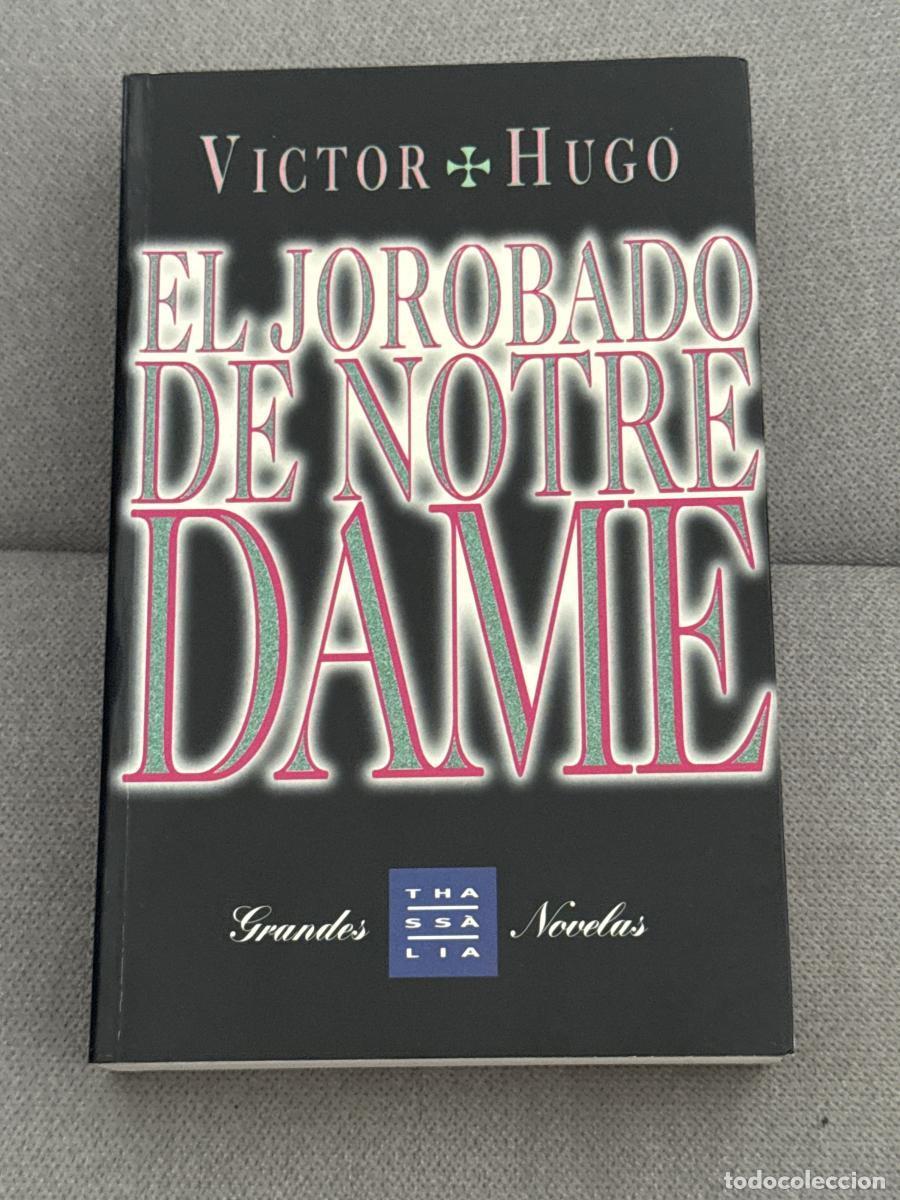 VICTOR ✠ HUGO
EL JOROBADO
DE NOTRE
DAME
Grandes Novelas
THA
SSÀ
LIA
todocoleccion